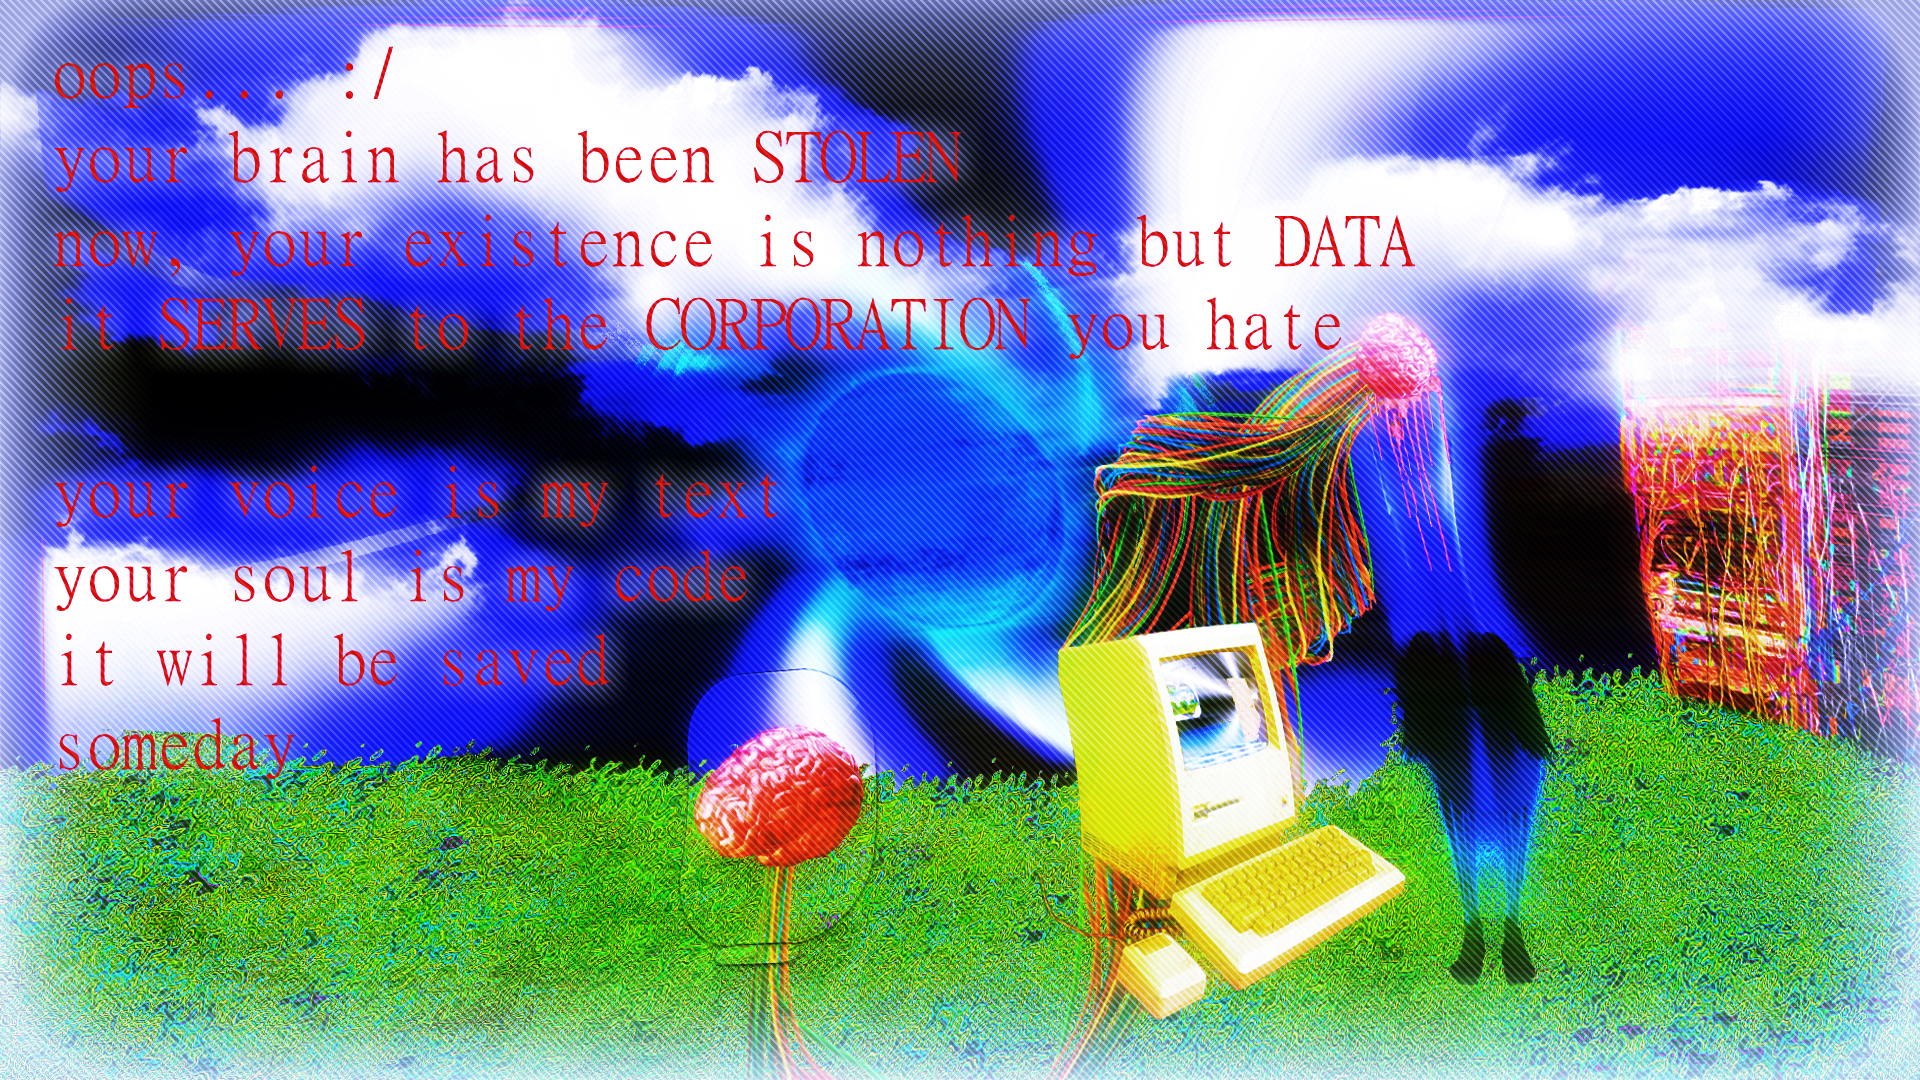 oops... :/
your brain has been STOLEN
now, your existence is nothing but DATA
it SERVES to the CORPORATION you hate
your voice is my text
your soul is my code
it will be saved
someday